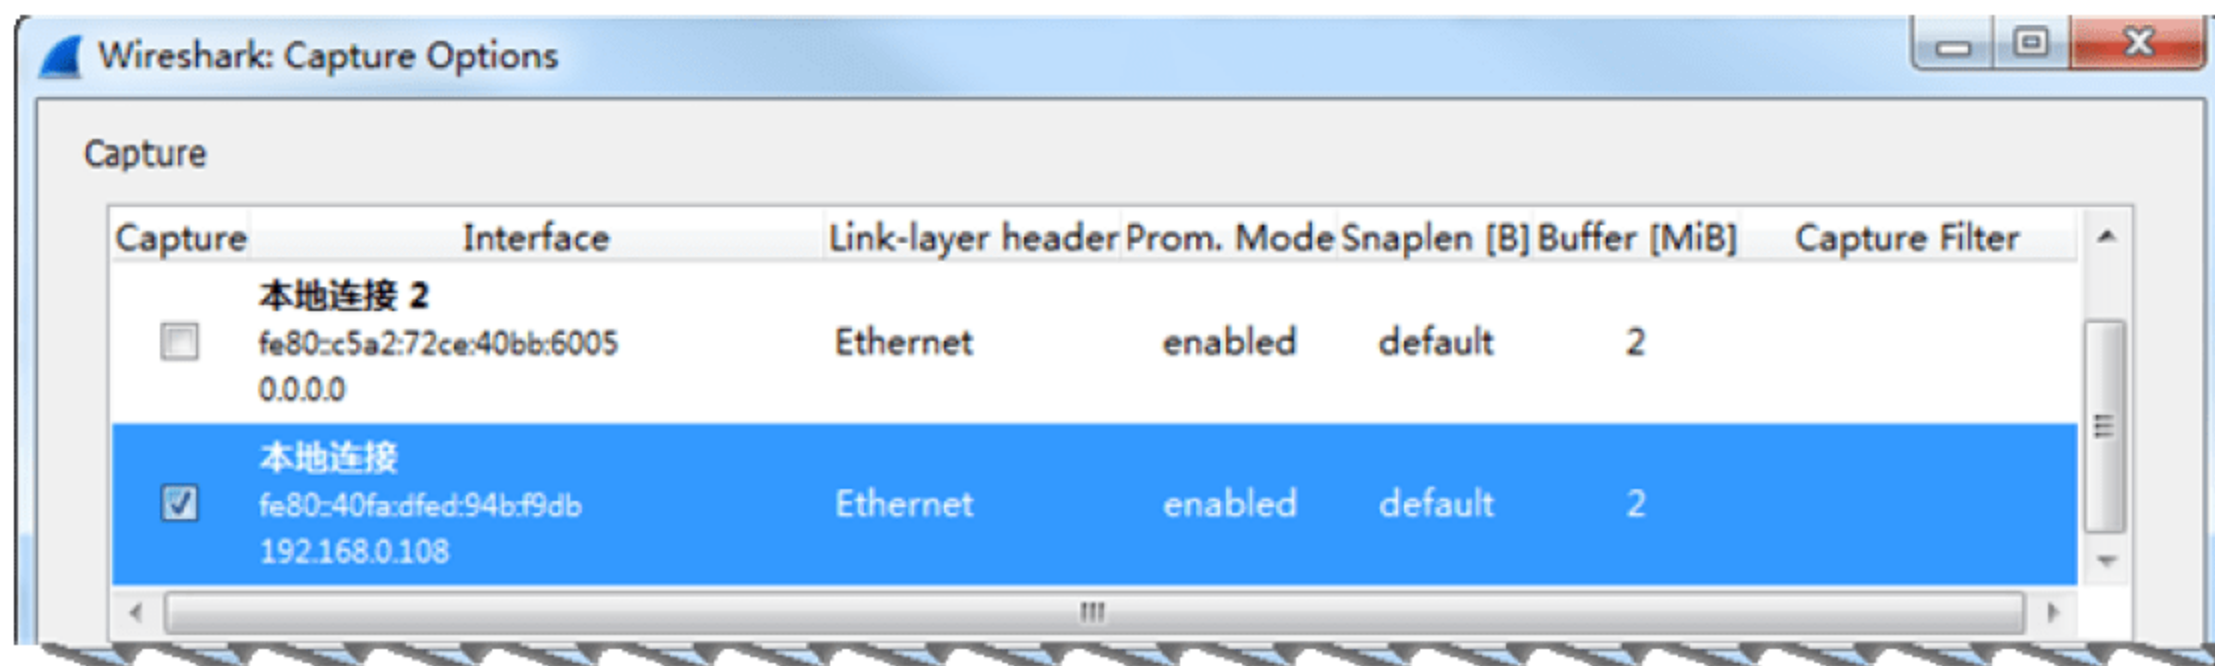 Wireshark: Capture Options
Capture
Capture Interface Link-layer header Prom. Mode Snaplen [B] Buffer [MiB] Capture Filter
本地连接 2
fe80::c5a2:72ce:40bb:6005 Ethernet enabled default 2
0.0.0.0
本地连接
fe80::40fa:dfed:94b:f9db Ethernet enabled default 2
192.168.0.108